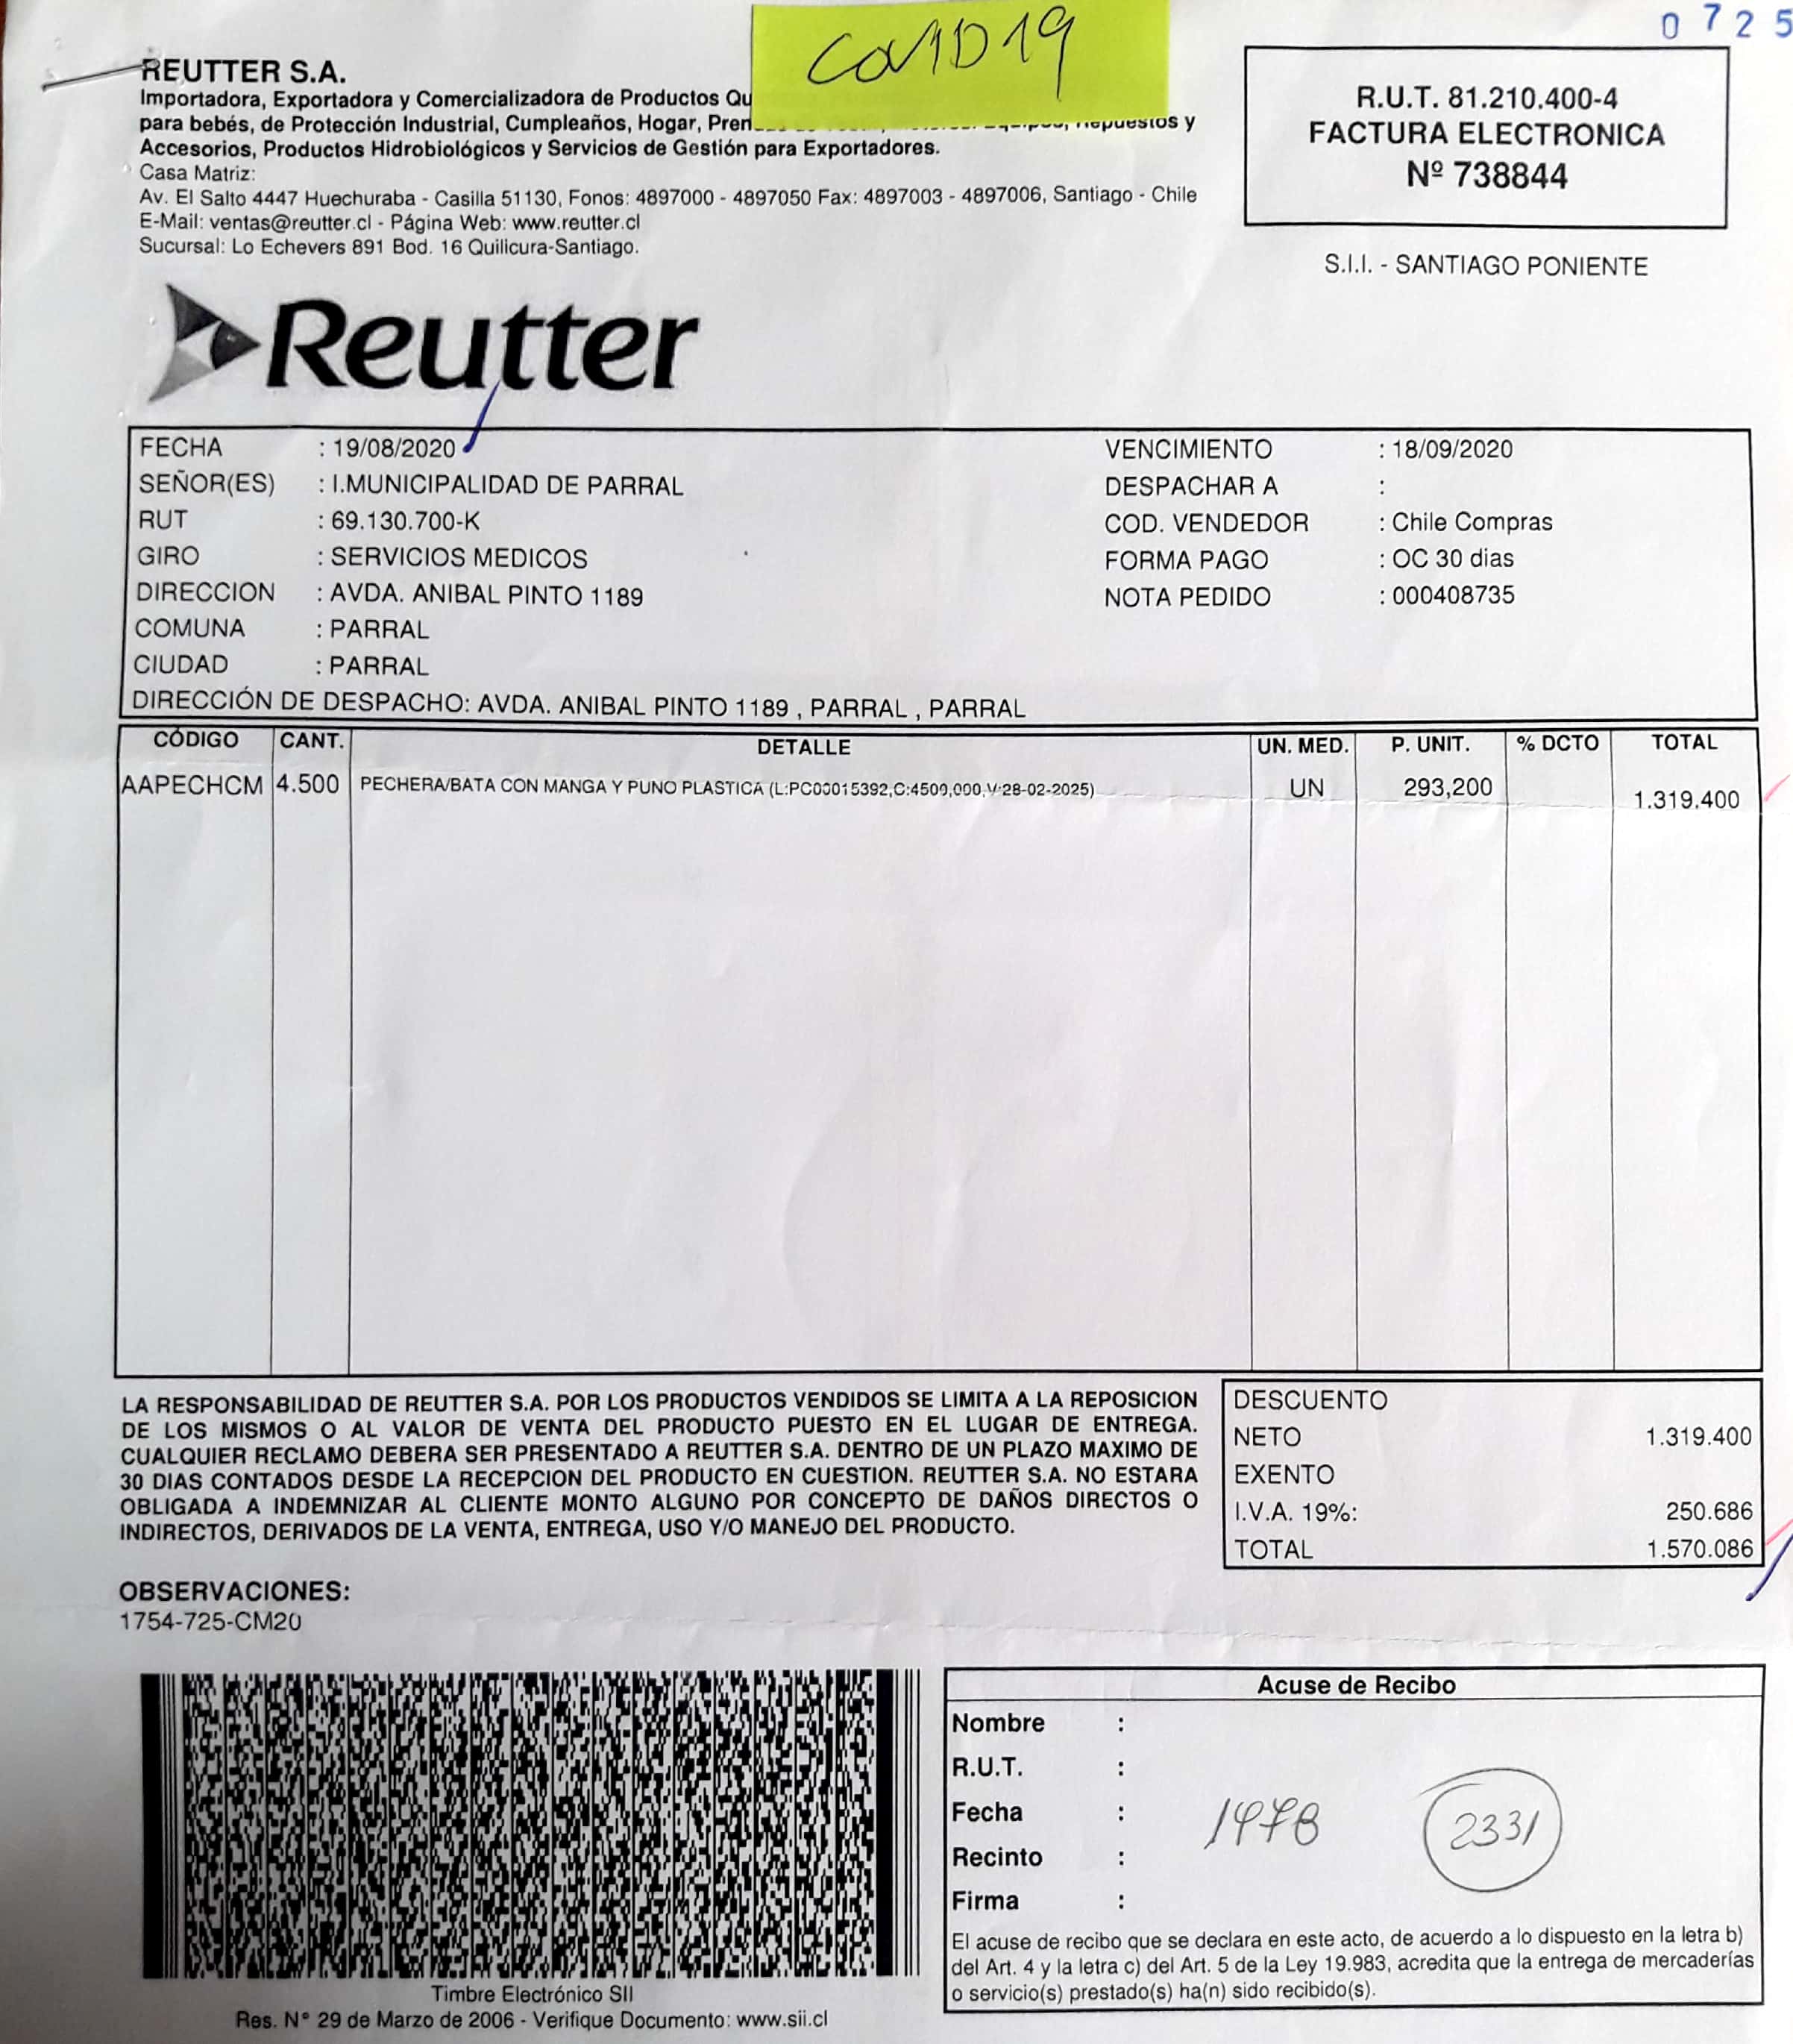 CoVID19
0 7 2 5
REUTTER S.A.
Importadora, Exportadora y Comercializadora de Productos
para bebés, de Protección Industrial, Cumpleaños, Hogar, Repuestos y
Accesorios, Productos Hidrobiológicos y Servicios de Gestión para Exportadores.
Casa Matriz:
Av. El Salto 4447 Huechuraba - Casilla 51130, Fonos: 4897000 - 4897050 Fax: 4897003 - 4897006, Santiago - Chile
E-Mail: ventas@reutter.cl - Página Web: www.reutter.cl
Sucursal: Lo Echevers 891 Bod. 16 Quilicura-Santiago.
R.U.T. 81.210.400-4
FACTURA ELECTRONICA
Nº 738844
S.I.I. - SANTIAGO PONIENTE
Reutter
FECHA : 19/08/2020 VENCIMIENTO : 18/09/2020
SEÑOR(ES) : I.MUNICIPALIDAD DE PARRAL DESPACHAR A :
RUT : 69.130.700-K COD. VENDEDOR : Chile Compras
GIRO : SERVICIOS MEDICOS FORMA PAGO : OC 30 dias
DIRECCION : AVDA. ANIBAL PINTO 1189 NOTA PEDIDO : 000408735
COMUNA : PARRAL
CIUDAD : PARRAL
DIRECCIÓN DE DESPACHO: AVDA. ANIBAL PINTO 1189 , PARRAL , PARRAL
CÓDIGO CANT. DETALLE UN. MED. P. UNIT. % DCTO TOTAL
AAPECHCM 4.500 PECHERA/BATA CON MANGA Y PUNO PLASTICA (L:PC00015392,C:4500,000,V:28-02-2025) UN 293,200 1.319.400
LA RESPONSABILIDAD DE REUTTER S.A. POR LOS PRODUCTOS VENDIDOS SE LIMITA A LA REPOSICION
DE LOS MISMOS O AL VALOR DE VENTA DEL PRODUCTO PUESTO EN EL LUGAR DE ENTREGA.
CUALQUIER RECLAMO DEBERA SER PRESENTADO A REUTTER S.A. DENTRO DE UN PLAZO MAXIMO DE
30 DIAS CONTADOS DESDE LA RECEPCION DEL PRODUCTO EN CUESTION. REUTTER S.A. NO ESTARA
OBLIGADA A INDEMNIZAR AL CLIENTE MONTO ALGUNO POR CONCEPTO DE DAÑOS DIRECTOS O
INDIRECTOS, DERIVADOS DE LA VENTA, ENTREGA, USO Y/O MANEJO DEL PRODUCTO.
DESCUENTO
NETO 1.319.400
EXENTO
I.V.A. 19%: 250.686
TOTAL 1.570.086
OBSERVACIONES:
1754-725-CM20
Timbre Electrónico SII
Res. N° 29 de Marzo de 2006 - Verifique Documento: www.sii.cl
Acuse de Recibo
Nombre :
R.U.T. :
Fecha :
Recinto :
Firma :
1478
2331
El acuse de recibo que se declara en este acto, de acuerdo a lo dispuesto en la letra b)
del Art. 4 y la letra c) del Art. 5 de la Ley 19.983, acredita que la entrega de mercaderías
o servicio(s) prestado(s) ha(n) sido recibido(s).